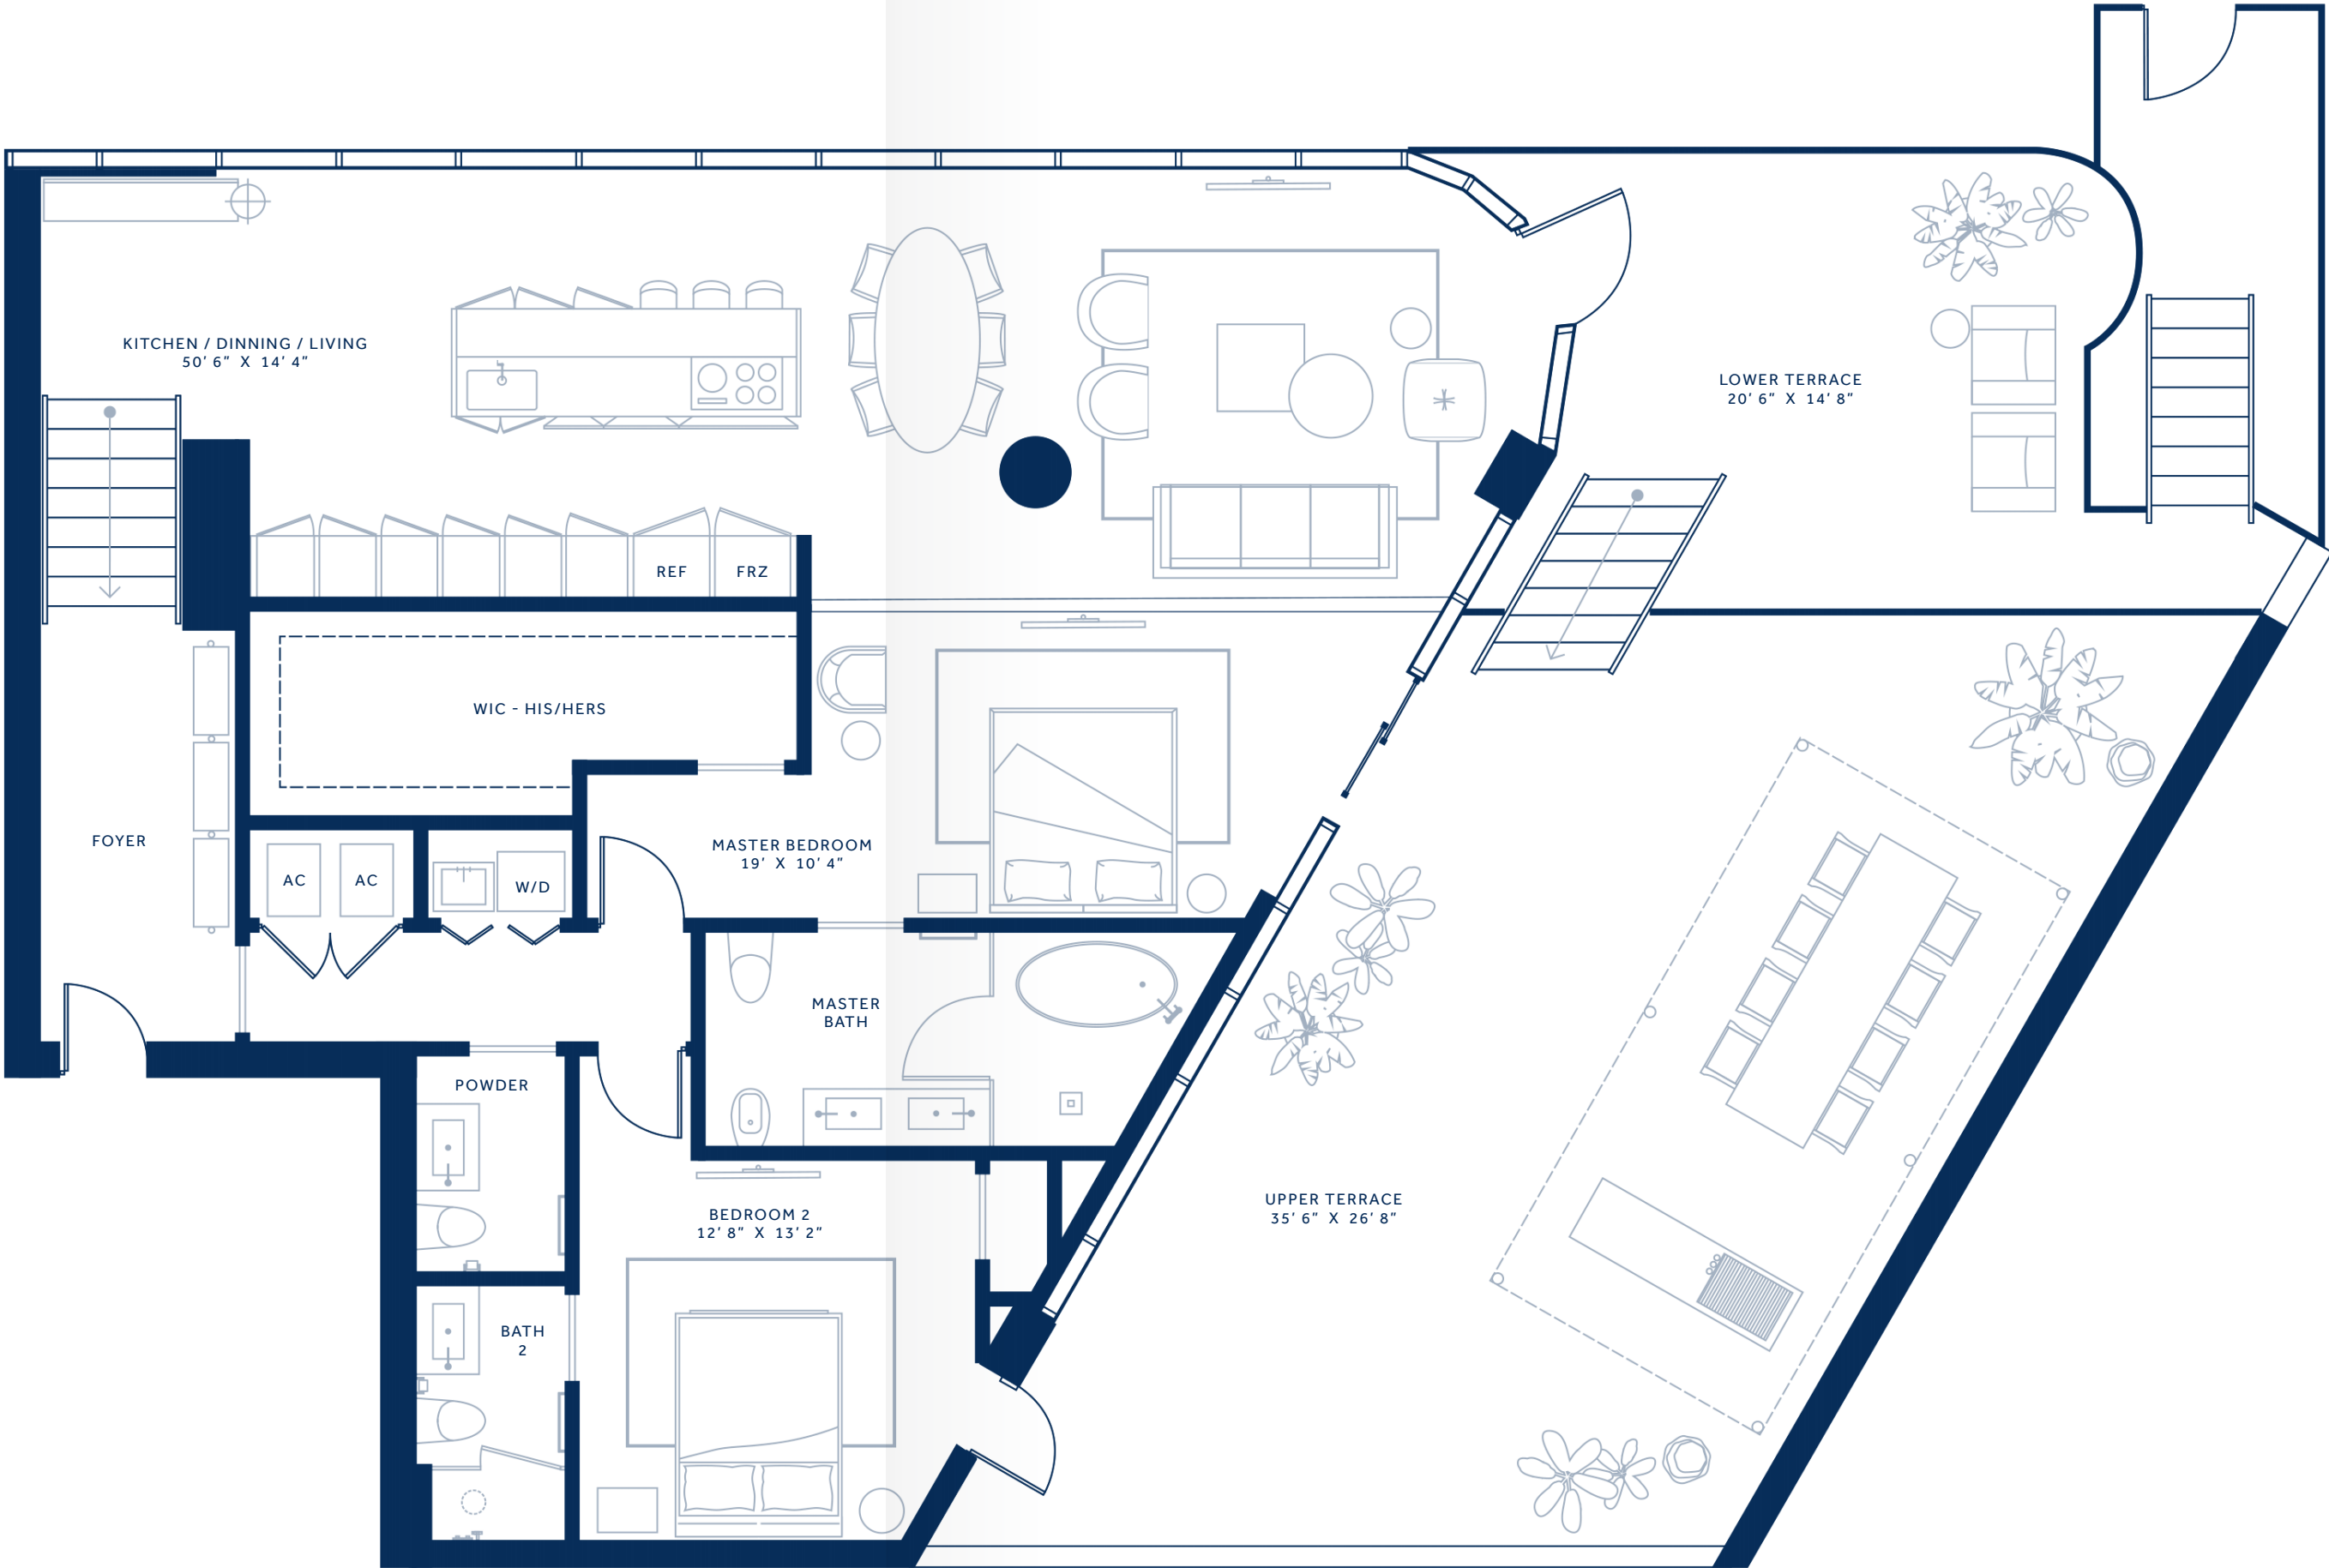 KITCHEN / DINNING / LIVING
50' 6" X 14' 4"
LOWER TERRACE
20' 6" X 14' 8"
REF
FRZ
WIC - HIS/HERS
FOYER
AC
AC
W/D
MASTER BEDROOM
19' X 10' 4"
MASTER
BATH
POWDER
BEDROOM 2
12' 8" X 13' 2"
UPPER TERRACE
35' 6" X 26' 8"
BATH
2